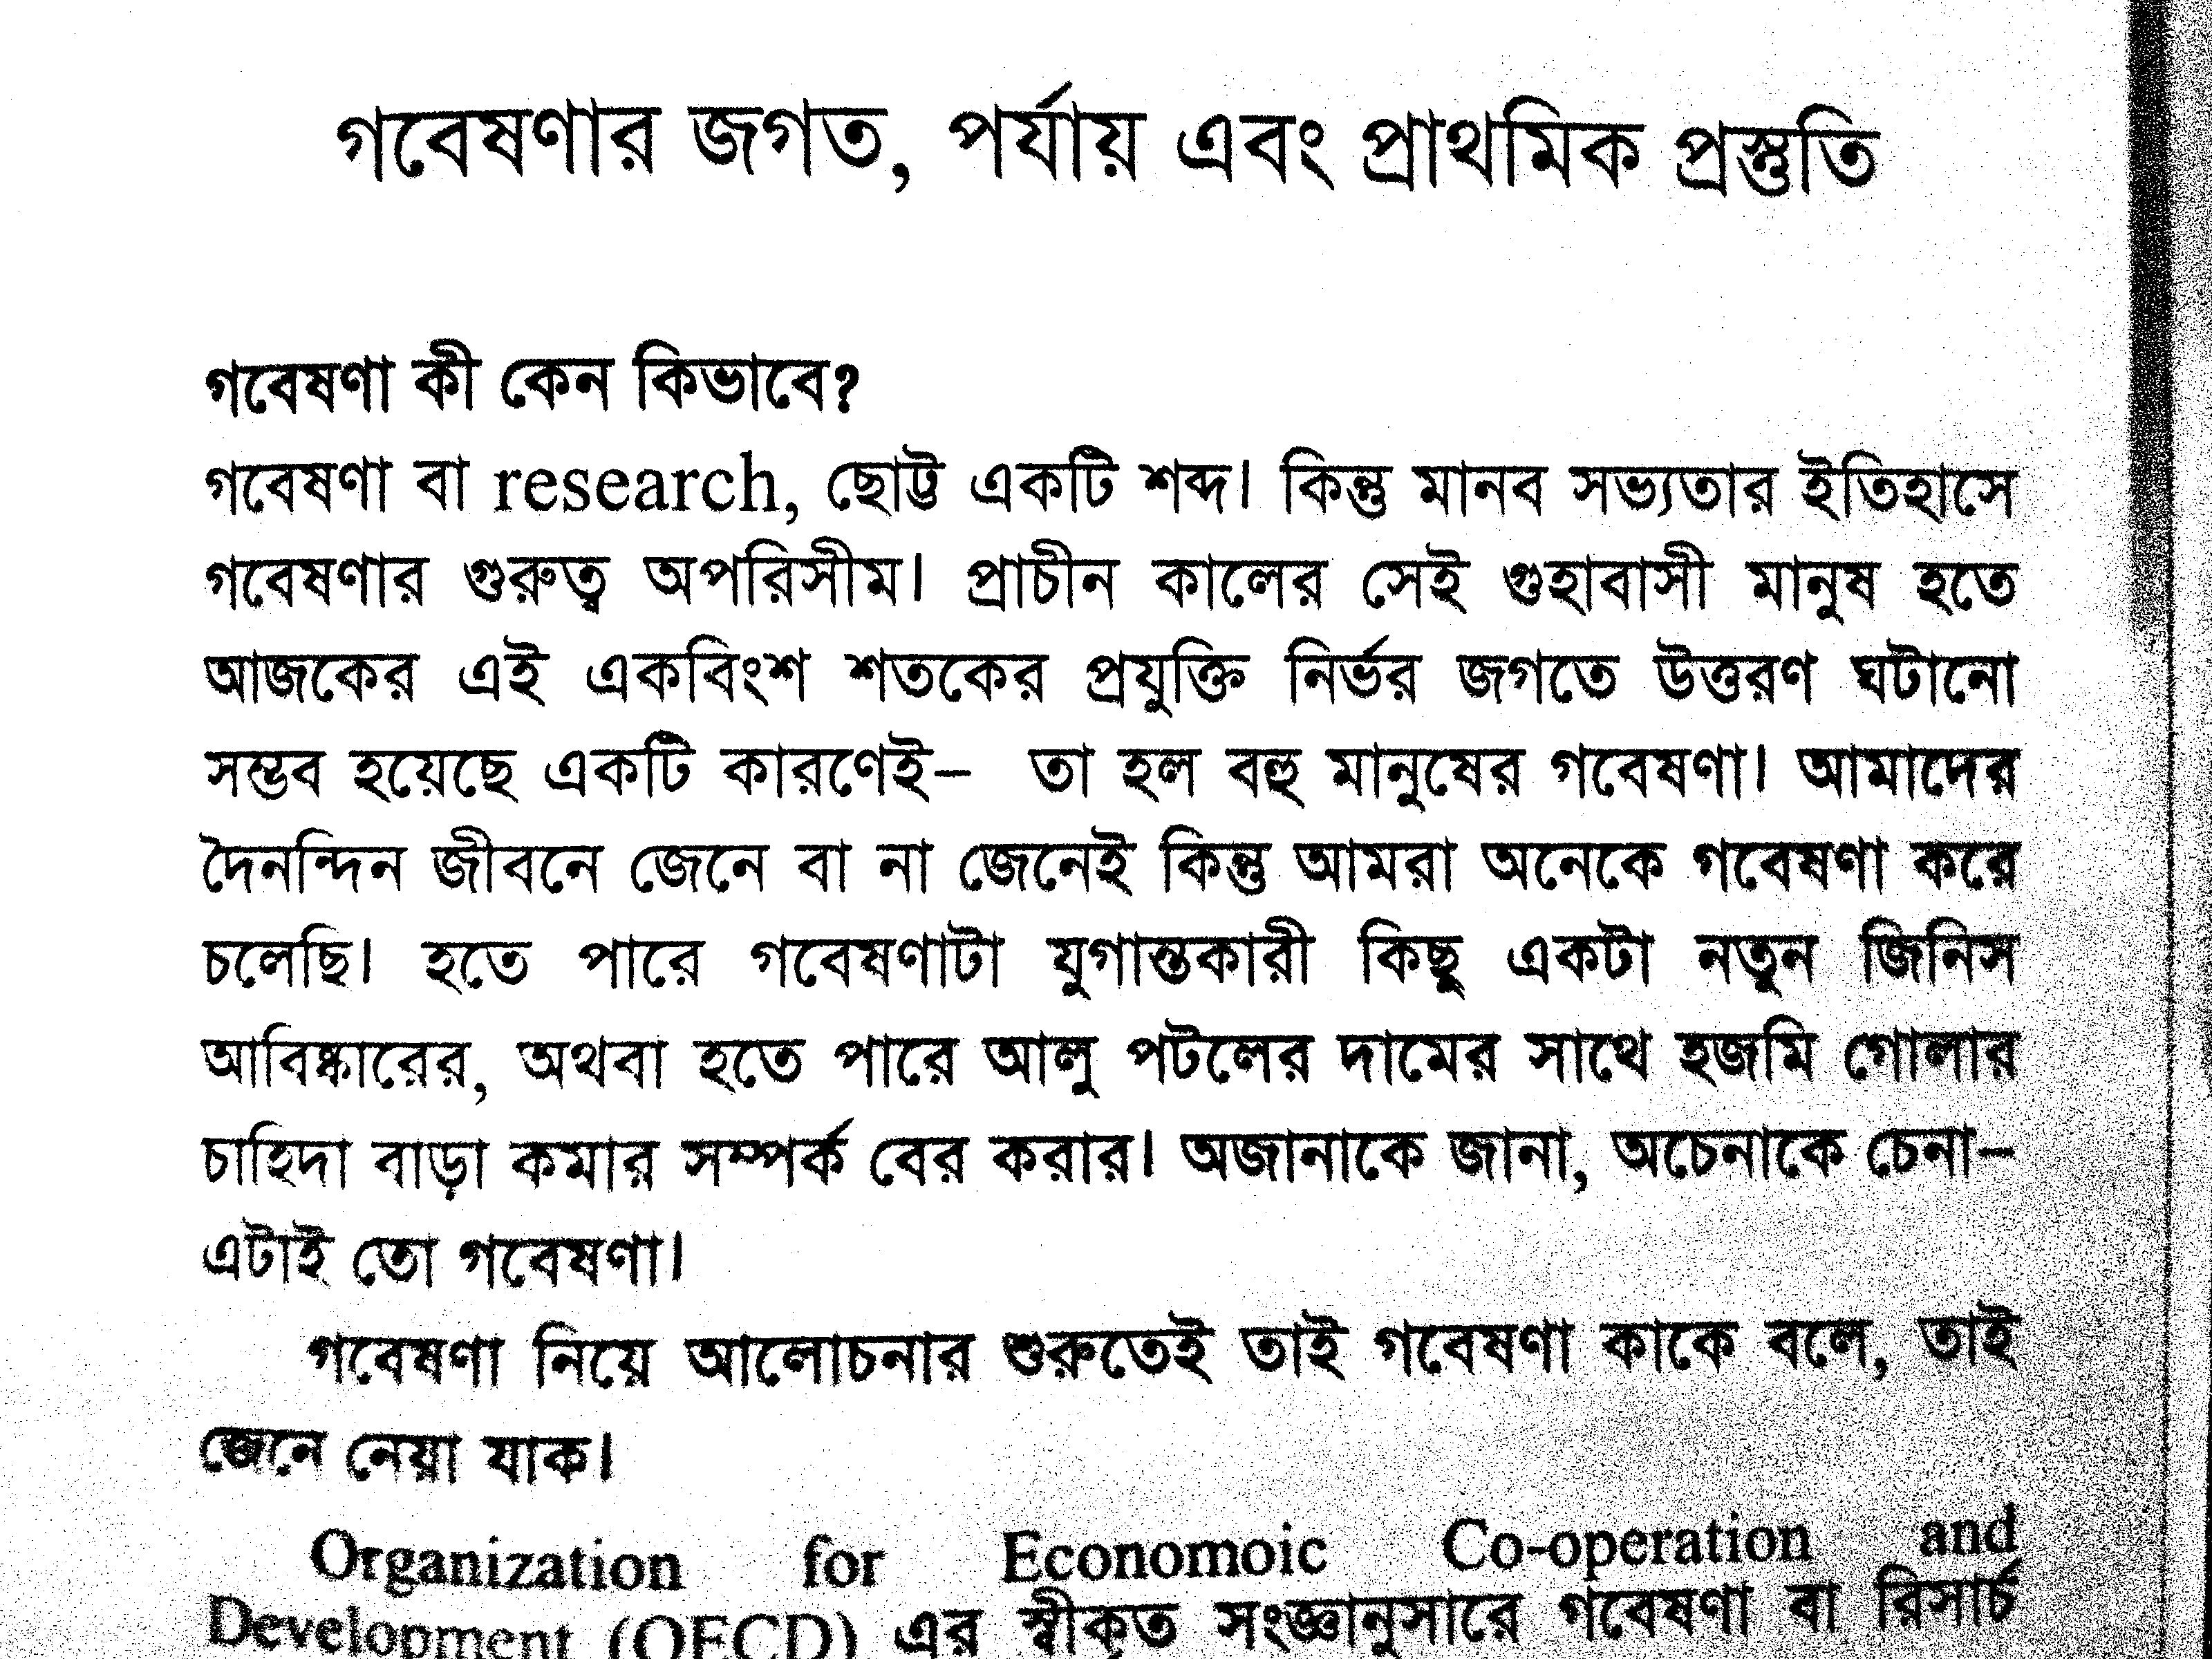 গবেষণার জগত, পর্যায় এবং প্রাথমিক প্রস্তুতি
গবেষণা কী কেন কিভাবে?
গবেষণা বা research, ছোট্ট একটি শব্দ। কিন্তু মানব সভ্যতার ইতিহাসে
গবেষণার গুরুত্ব অপরিসীম। প্রাচীন কালের সেই গুহাবাসী মানুষ হতে
আজকের এই একবিংশ শতকের প্রযুক্তি নির্ভর জগতে উত্তরণ ঘটানো
সম্ভব হয়েছে একটি কারণেই– তা হল বহু মানুষের গবেষণা। আমাদের
দৈনন্দিন জীবনে জেনে বা না জেনেই কিন্তু আমরা অনেকে গবেষণা করে
চলেছি। হতে পারে গবেষণাটা যুগান্তকারী কিছু একটা নতুন জিনিস
আবিষ্কারের, অথবা হতে পারে আলু পটলের দামের সাথে হজমি গোলার
চাহিদা বাড়া কমার সম্পর্ক বের করার। অজানাকে জানা, অচেনাকে চেনা–
এটাই তো গবেষণা।
গবেষণা নিয়ে আলোচনার শুরুতেই তাই গবেষণা কাকে বলে, তাই
জেনে নেয়া যাক।
Organization for Economoic Co-operation and
Development (OECD) এর স্বীকৃত সংজ্ঞানুসারে গবেষণা বা রিসার্চ